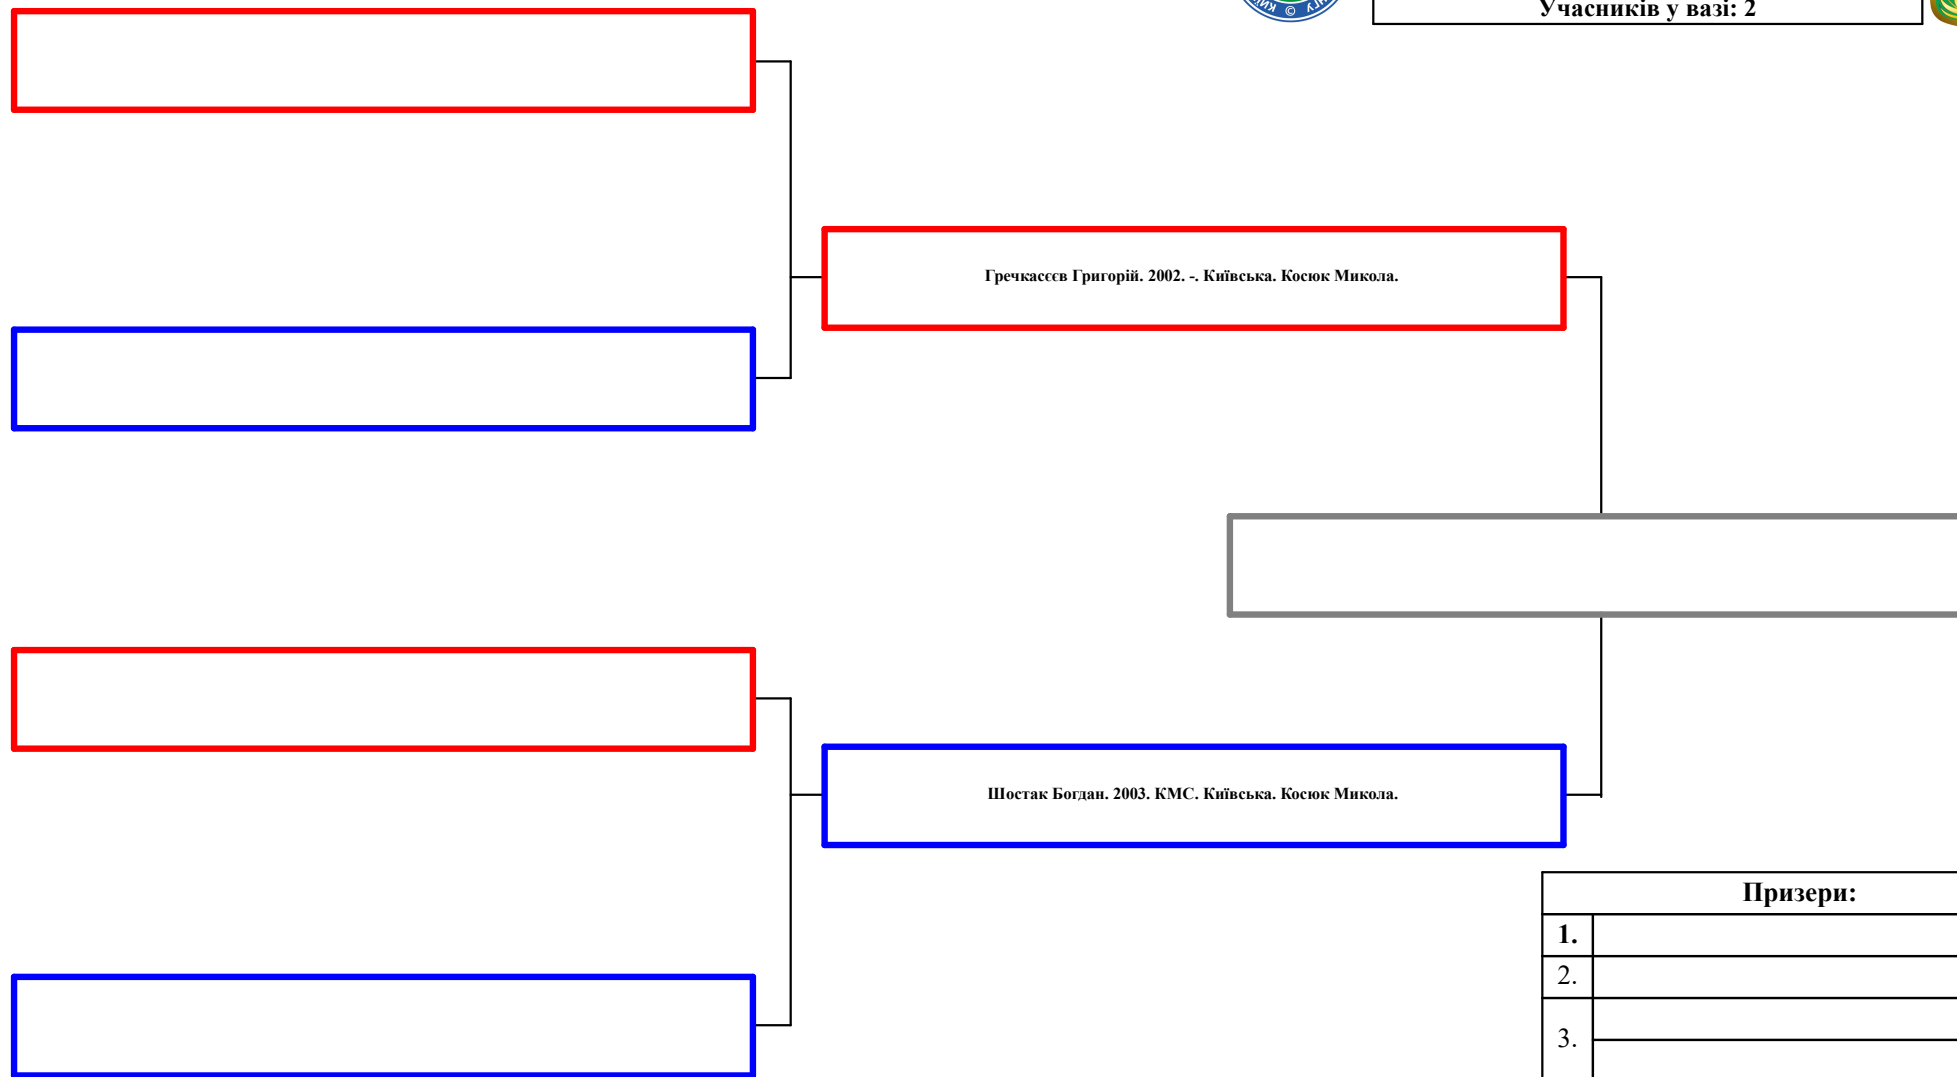 Учасників у вазі: 2
Гречкасєєв Григорій. 2002. -. Київська. Косюк Микола.
Шостак Богдан. 2003. КМС. Київська. Косюк Микола.
Призери:
1.
2.
3.